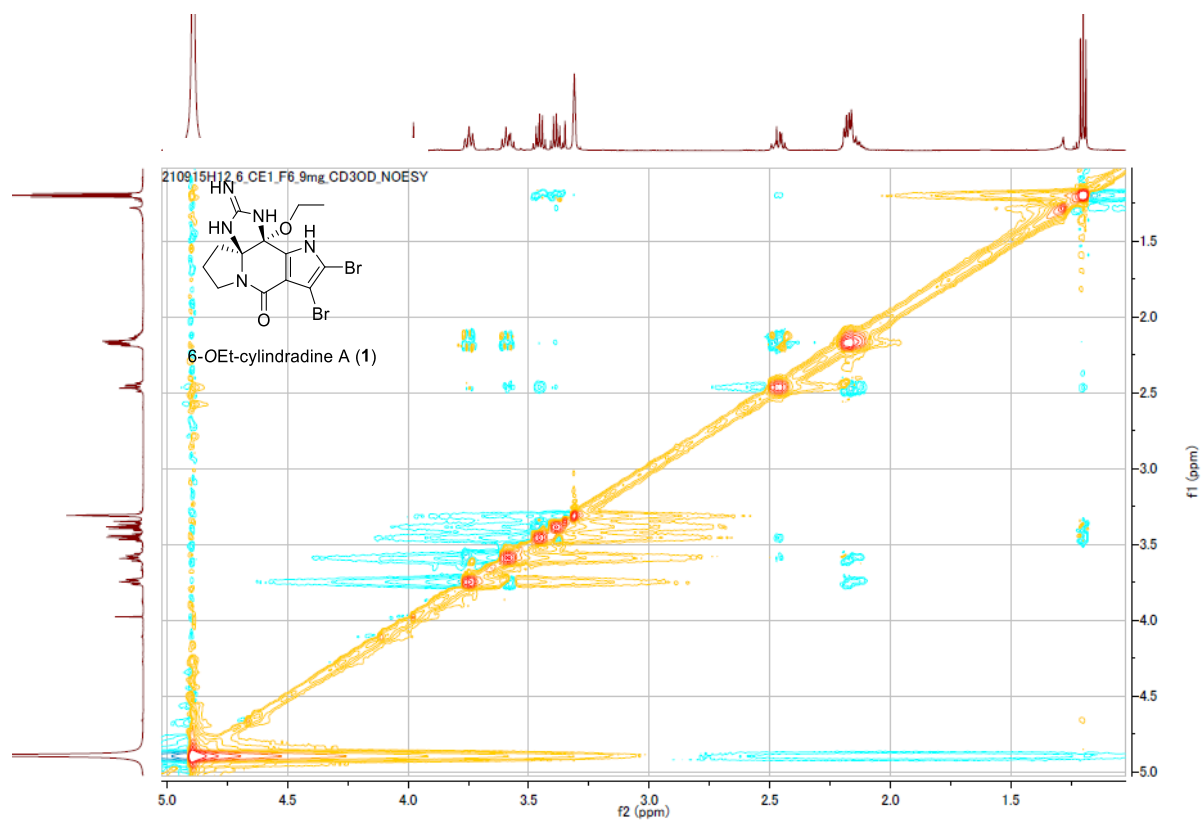 210915H12_6_CE1_F6_9mg_CD3OD_NOESY
HN
NH
HN
O
H
N
Br
N
O
Br
6-OEt-cylindradine A (1)
1.5
2.0
2.5
3.0
3.5
4.0
4.5
5.0
f1 (ppm)
5.0 4.5 4.0 3.5 3.0 2.5 2.0 1.5
f2 (ppm)